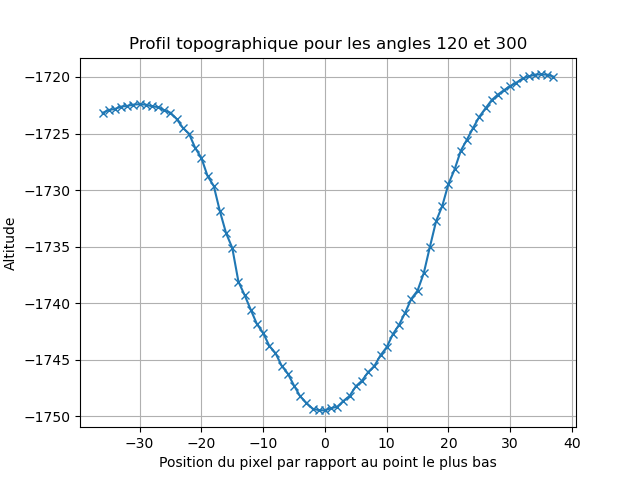 Profil topographique pour les angles 120 et 300
−1720
−1725
−1730
−1735
−1740
−1745
−1750
Altitude
−30 −20 −10 0 10 20 30 40
Position du pixel par rapport au point le plus bas